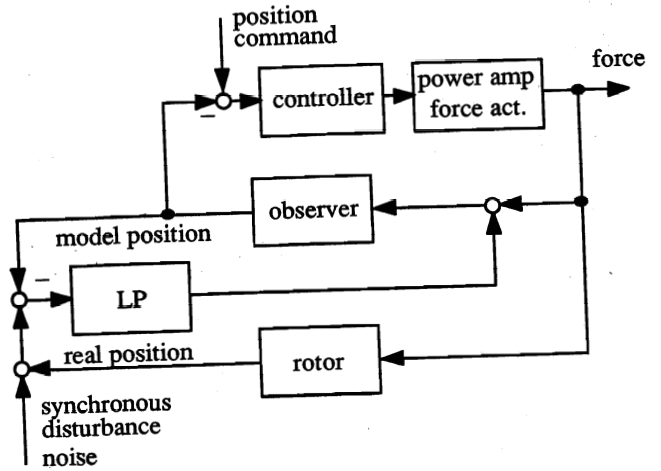 position
command
force
controller
power amp
force act.
observer
model position
LP
real position
rotor
synchronous
disturbance
noise